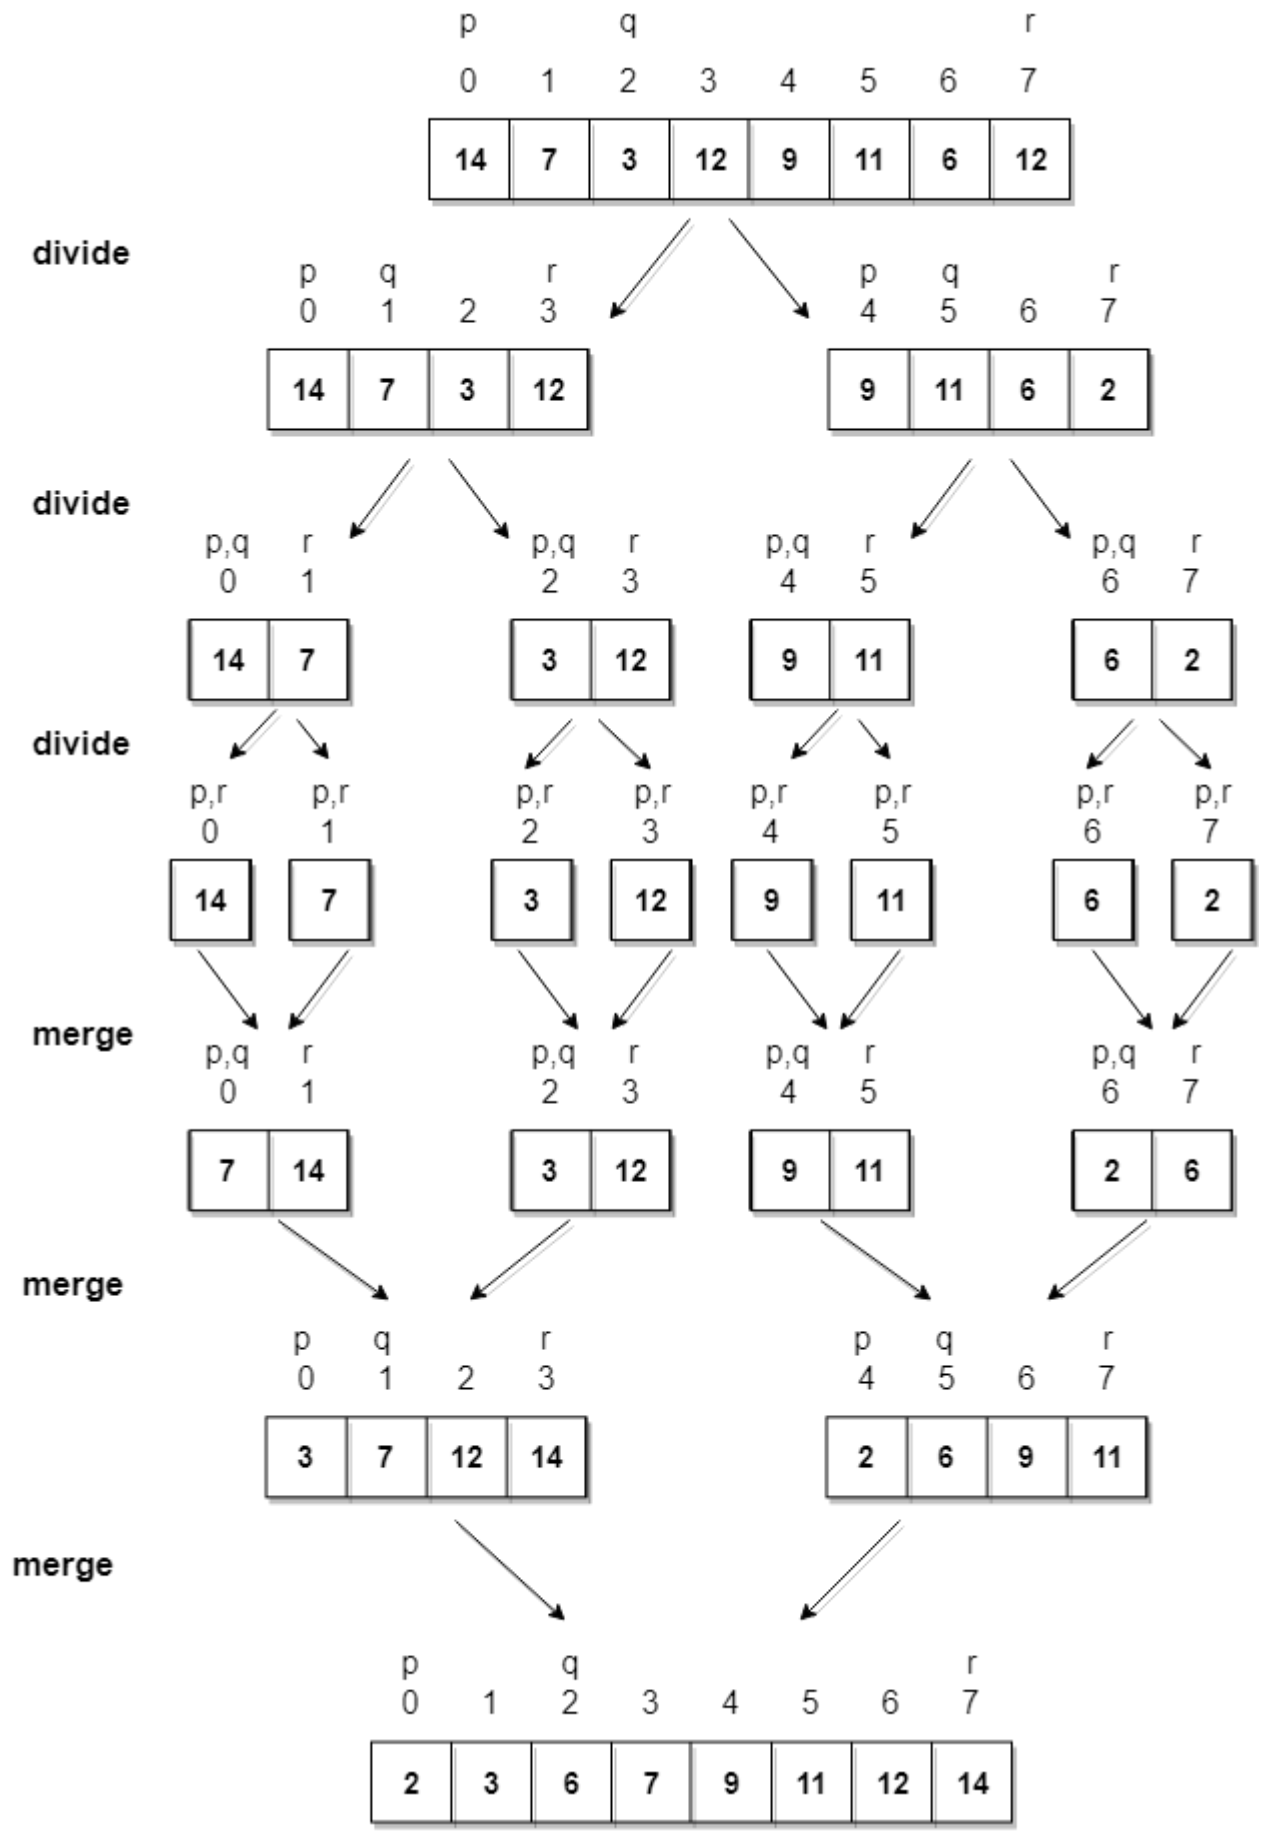 p q r
0 1 2 3 4 5 6 7
14 7 3 12 9 11 6 12
divide
p q r p q r
0 1 2 3 4 5 6 7
14 7 3 12 9 11 6 2
divide
p,q r p,q r p,q r p,q r
0 1 2 3 4 5 6 7
14 7 3 12 9 11 6 2
divide
p,r p,r p,r p,r p,r p,r p,r p,r
0 1 2 3 4 5 6 7
14 7 3 12 9 11 6 2
merge
p,q r p,q r p,q r p,q r
0 1 2 3 4 5 6 7
7 14 3 12 9 11 2 6
merge
p q r p q r
0 1 2 3 4 5 6 7
3 7 12 14 2 6 9 11
merge
p q r
0 1 2 3 4 5 6 7
2 3 6 7 9 11 12 14